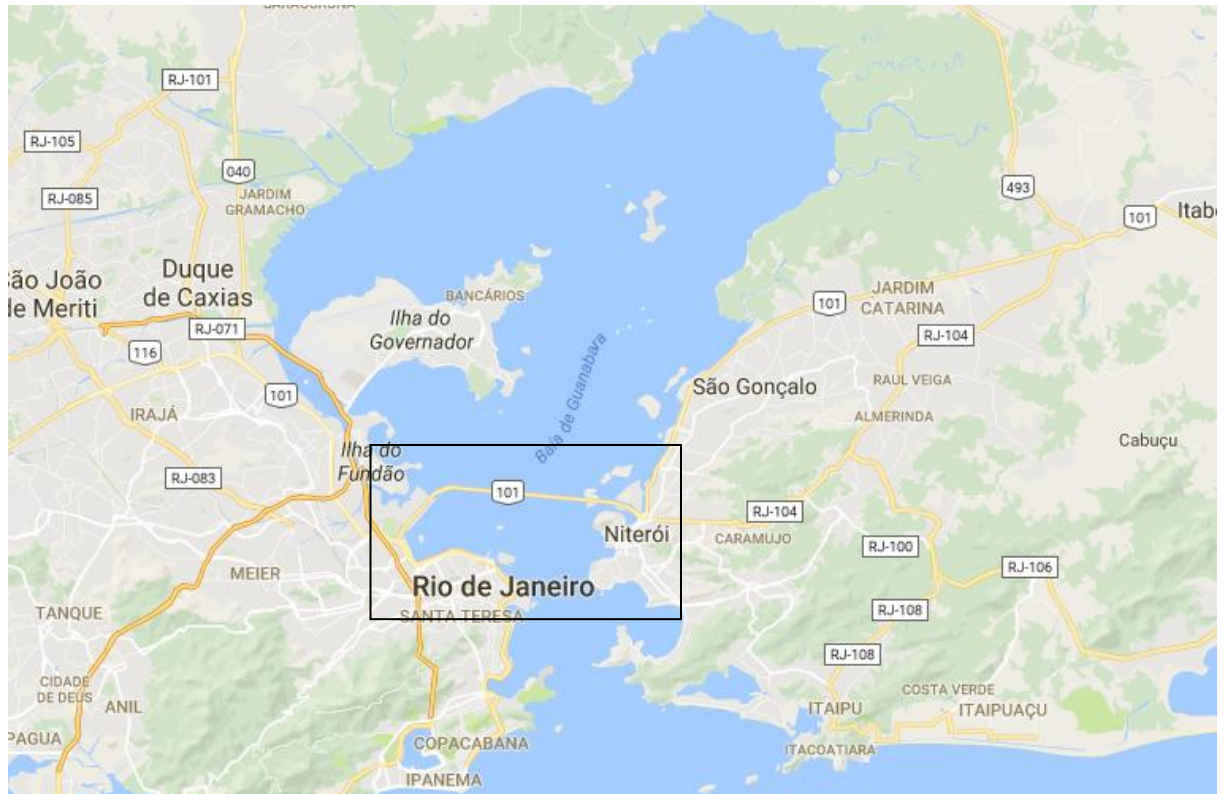 RJ-101
RJ-105
040
RJ-085
JARDIM
GRAMACHO
493
101
Itab
ão João
de Meriti
Duque
de Caxias
RJ-071
116
BANCÁRIOS
Ilha do
Governador
Baía de Guanabara
JARDIM
CATARINA
101
RJ-104
101
IRAJÁ
São Gonçalo
RAUL VEIGA
ALMERINDA
Cabuçu
Ilha do
Fundão
RJ-083
101
RJ-104
Niterói
CARAMUJO
RJ-100
RJ-106
MEIER
Rio de Janeiro
SANTA TERESA
TANQUE
RJ-108
RJ-108
CIDADE
DE DEUS
ANIL
COSTA VERDE
ITAIPU
ITAIPUAÇU
PAGUA
COPACABANA
ITACOATIARA
IPANEMA